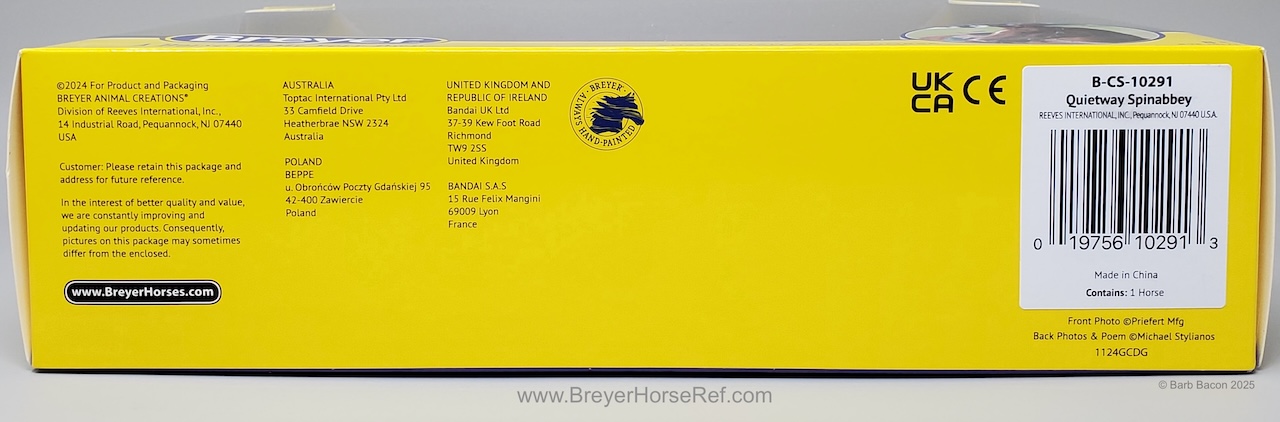 Breyer
©2024 For Product and Packaging
BREYER ANIMAL CREATIONS®
Division of Reeves International, Inc.,
14 Industrial Road, Pequannock, NJ 07440
USA
Customer: Please retain this package and
address for future reference.
In the interest of better quality and value,
we are constantly improving and
updating our products. Consequently,
pictures on this package may sometimes
differ from the enclosed.
www.BreyerHorses.com
AUSTRALIA
Toptac International Pty Ltd
33 Camfield Drive
Heatherbrae NSW 2324
Australia
POLAND
BEPPE
u. Obrońców Poczty Gdańskiej 95
42-400 Zawiercie
Poland
UNITED KINGDOM AND
REPUBLIC OF IRELAND
Bandai UK Ltd
37-39 Kew Foot Road
Richmond
TW9 2SS
United Kingdom
BANDAI S.A.S
15 Rue Felix Mangini
69009 Lyon
France
· BREYER ·
ALWAYS HAND-PAINTED
UK
CA
CE
B-CS-10291
Quietway Spinabbey
REEVES INTERNATIONAL, INC., Pequannock, NJ 07440 U.S.A.
0 19756 10291 3
Made in China
Contains: 1 Horse
Front Photo ©Priefert Mfg
Back Photos & Poem ©Michael Stylianos
1124GCDG
© Barb Bacon 2025
www.BreyerHorseRef.com